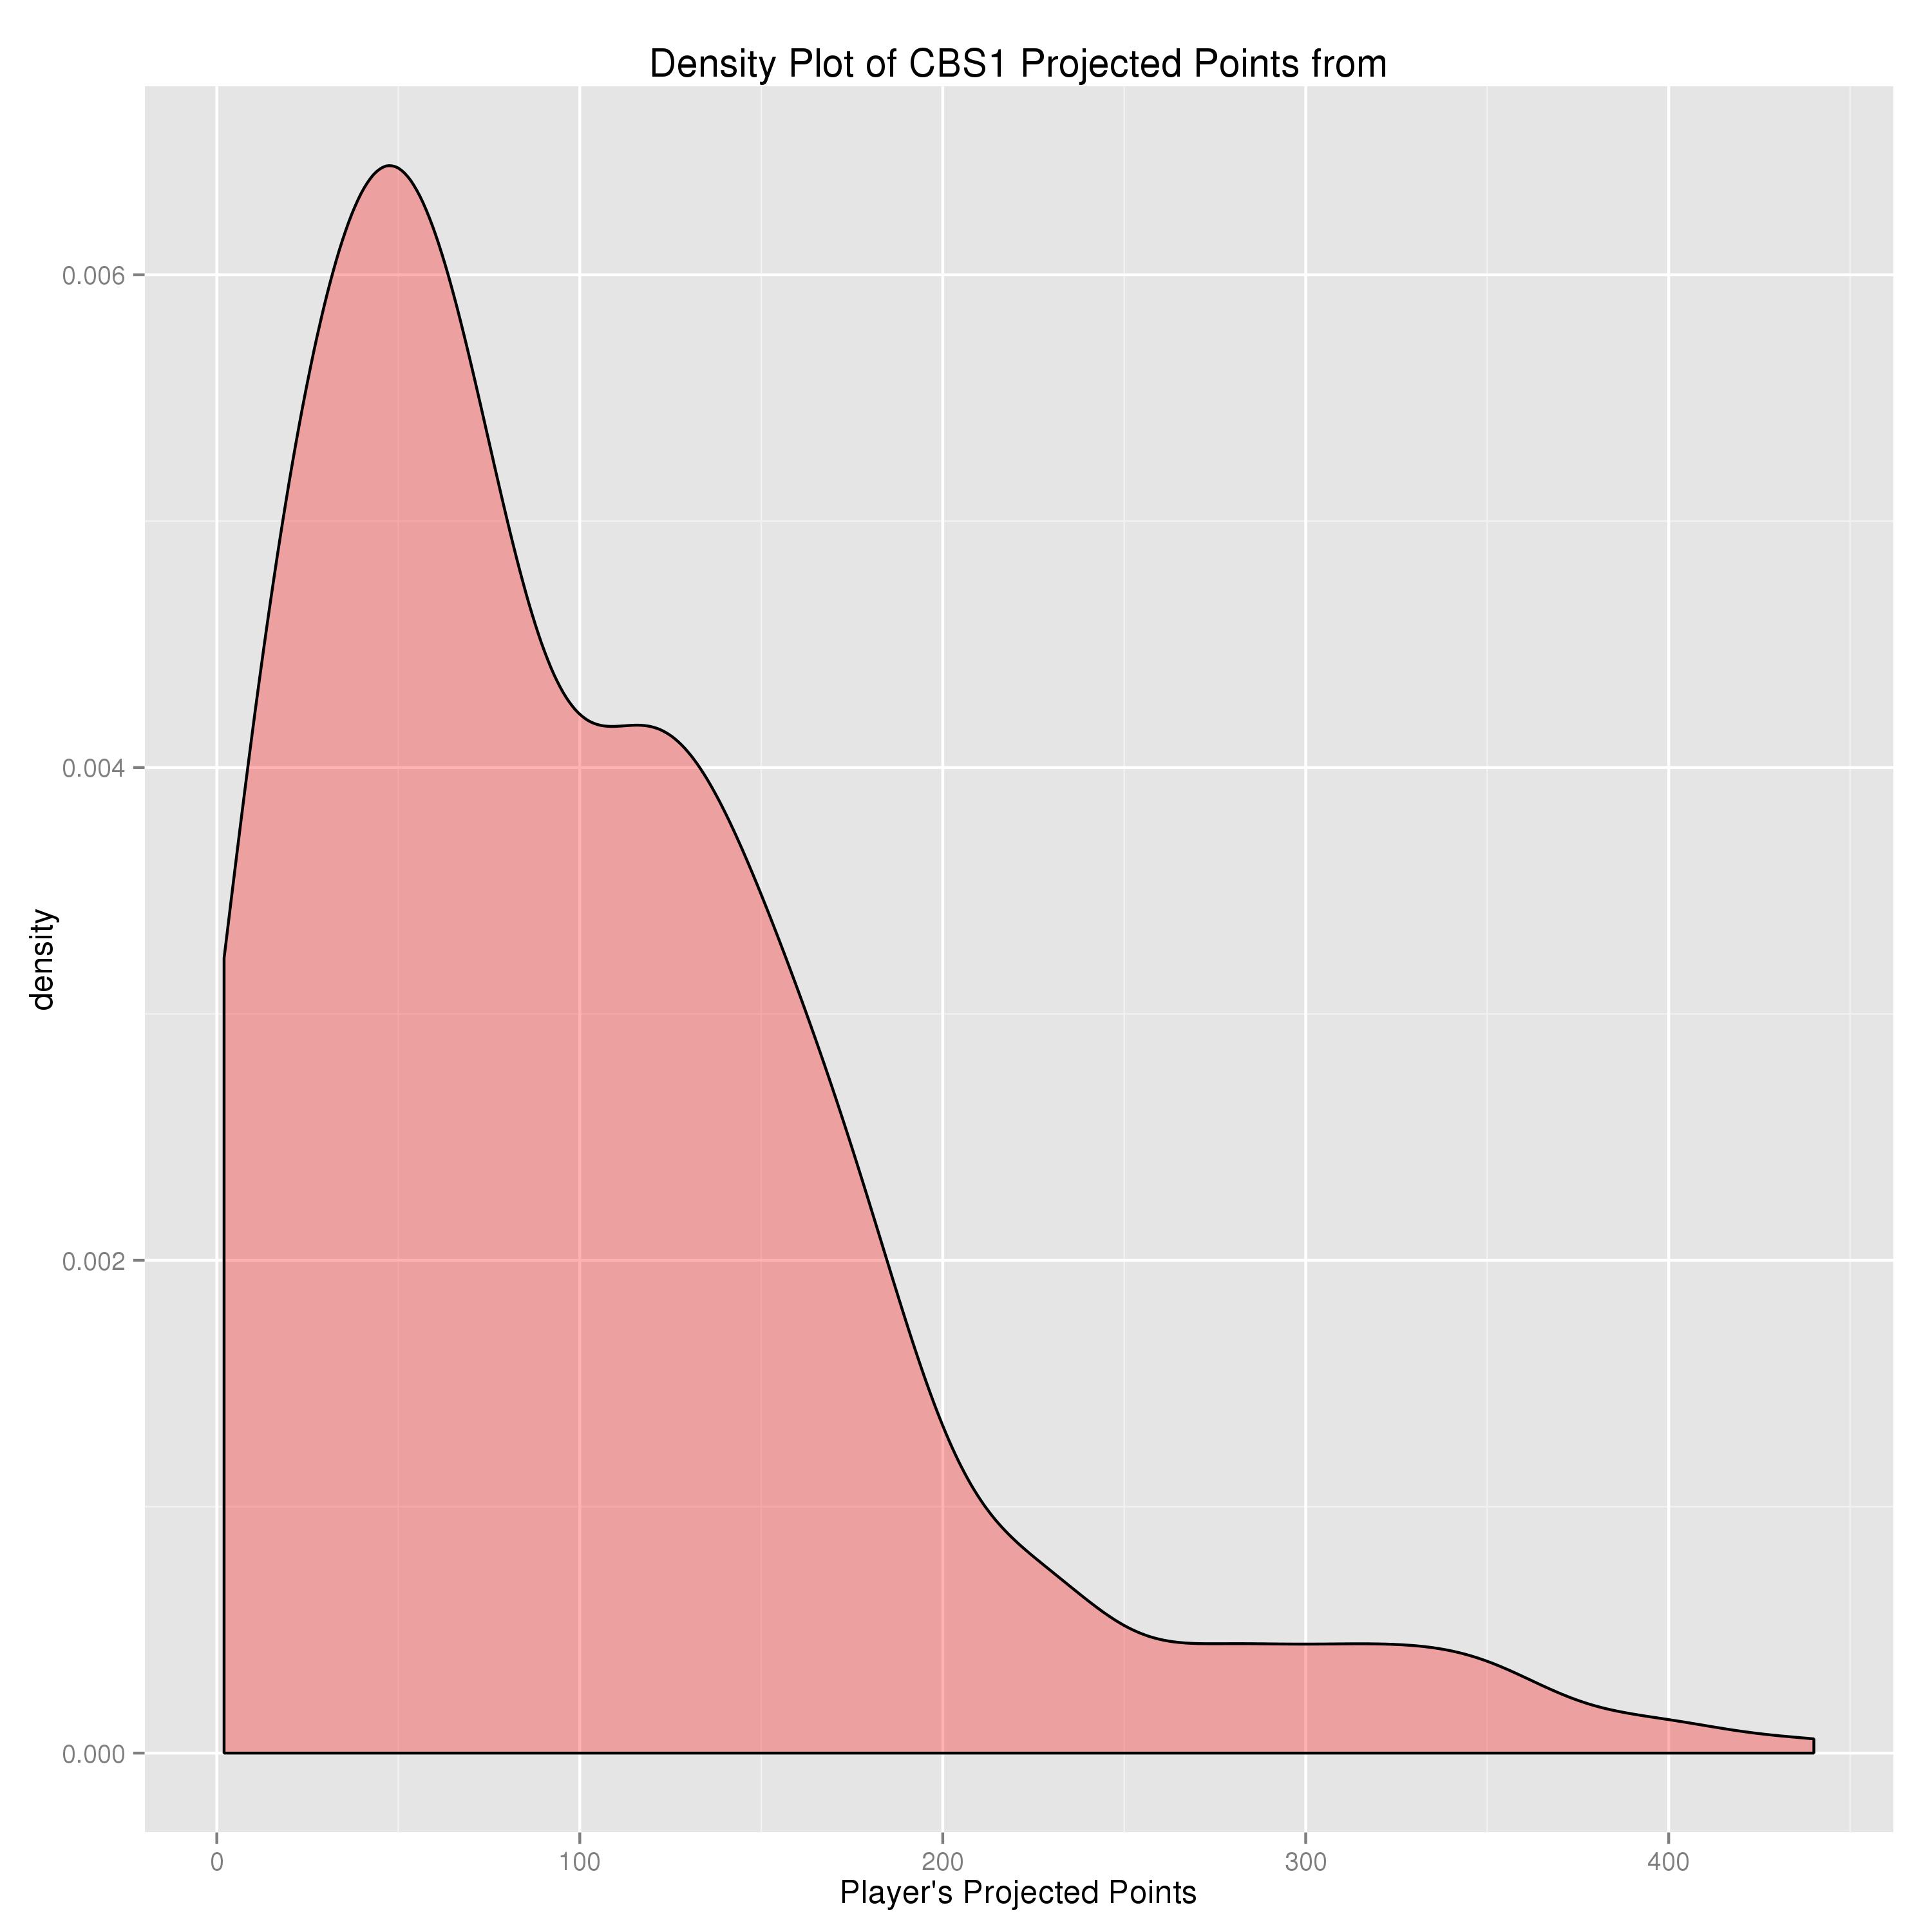 Density Plot of CBS1 Projected Points from
0.006
0.004
0.002
0.000
density
0 100 200 300 400
Player's Projected Points